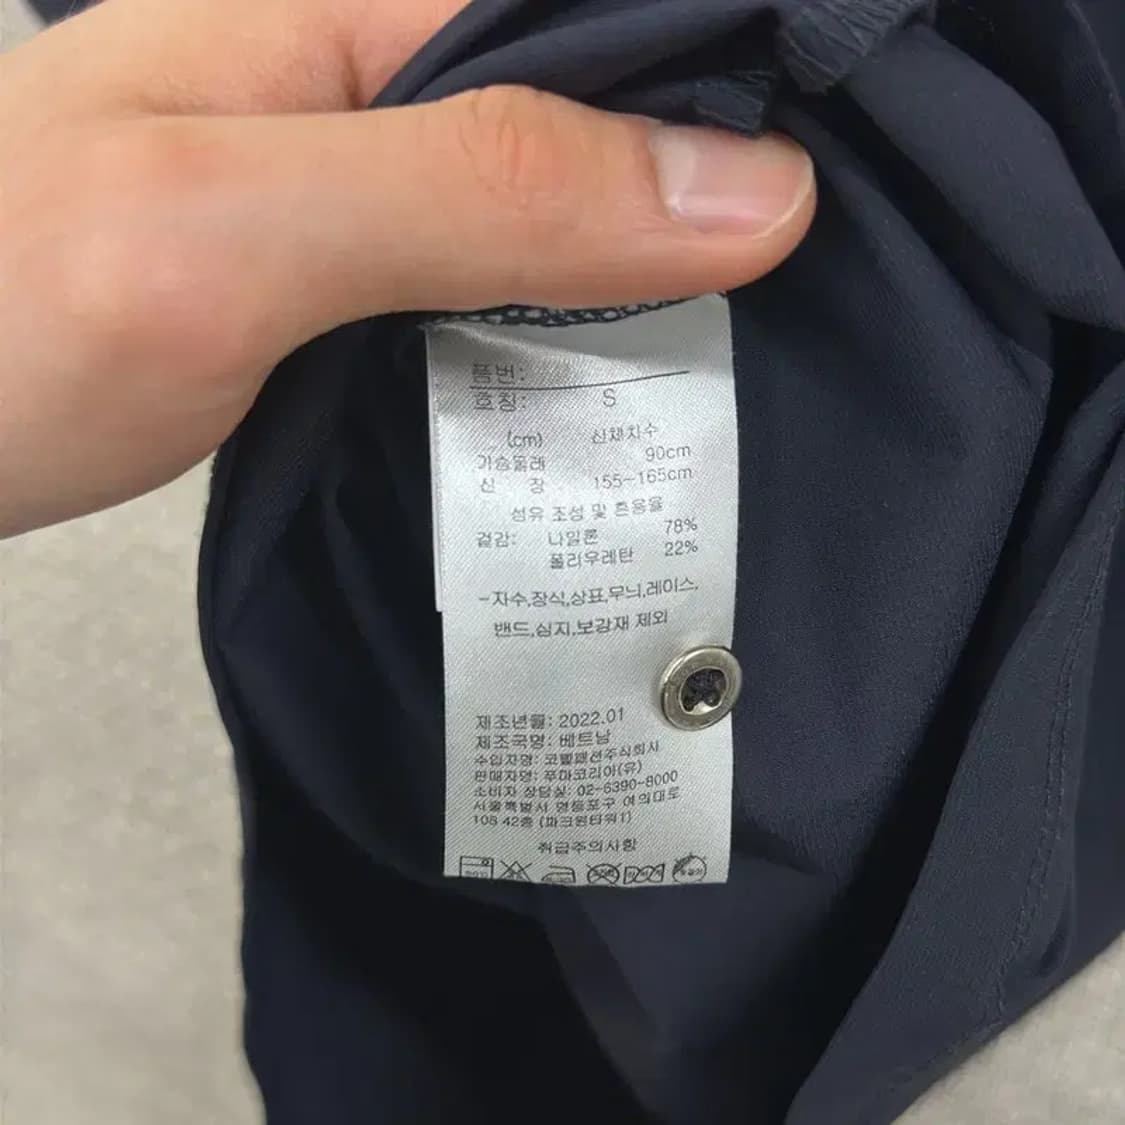 품번:
호칭: S
(cm) 신체치수
가슴둘레 90cm
신 장 155~165cm
섬유 조성 및 혼용율
겉감: 나일론 78%
폴리우레탄 22%
-자수,장식,상표,무늬,레이스,
밴드,심지,보강재 제외
제조년월: 2022.01
제조국명: 베트남
수입자명: 코웰패션주식회사
판매자명: 푸마코리아(유)
소비자 상담실: 02-6390-8000
서울특별시 영등포구 여의대로
108 42층 (파크원타워1)
취급주의사항